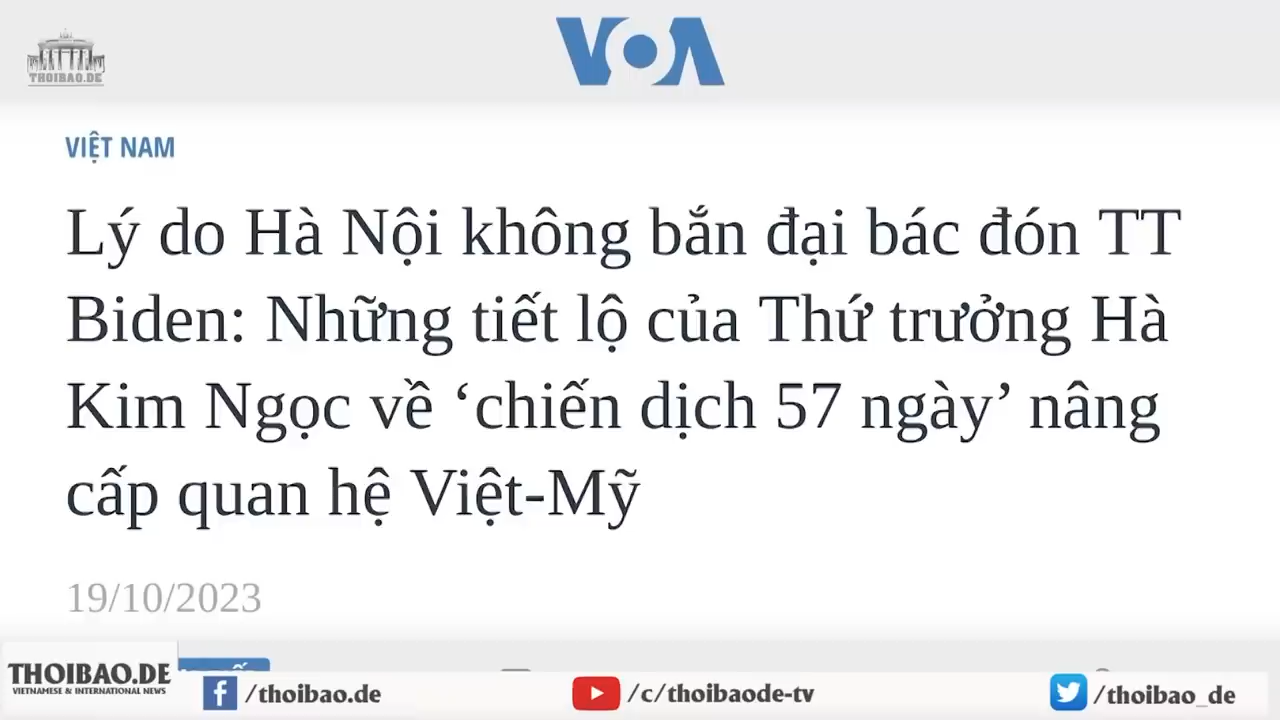 THOIBAO.DE
VOA
VIỆT NAM
Lý do Hà Nội không bắn đại bác đón TT
Biden: Những tiết lộ của Thứ trưởng Hà
Kim Ngọc về ‘chiến dịch 57 ngày’ nâng
cấp quan hệ Việt-Mỹ
19/10/2023
THOIBAO.DE
VIETNAMESE & INTERNATIONAL NEWS
/thoibao.de
/c/thoibaode-tv
/thoibao_de